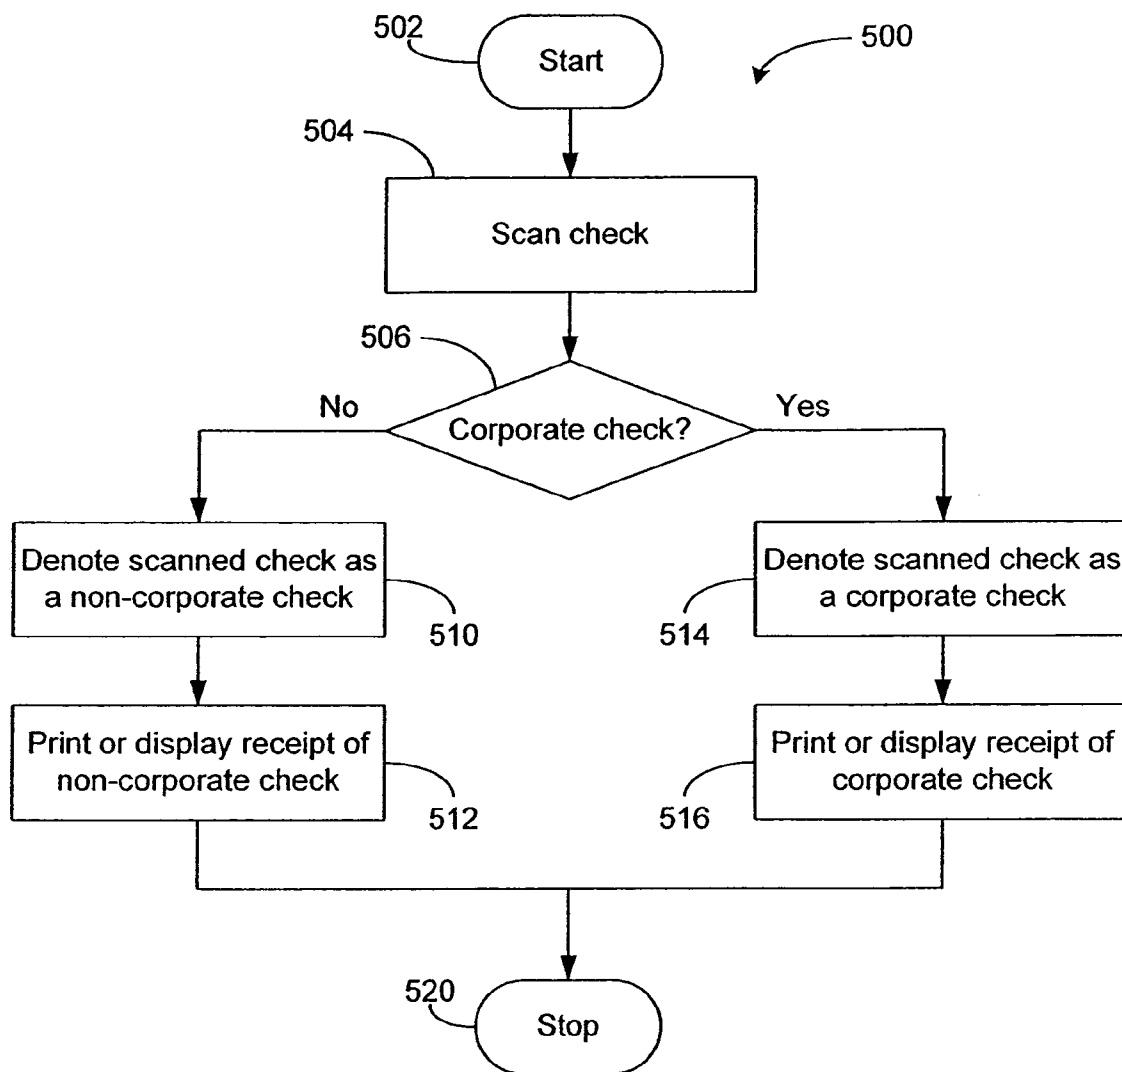 502
Start
500
504
Scan check
506
No
Corporate check?
Yes
Denote scanned check as
a non-corporate check
510
Denote scanned check as
a corporate check
514
Print or display receipt of
non-corporate check
512
Print or display receipt of
corporate check
516
520
Stop